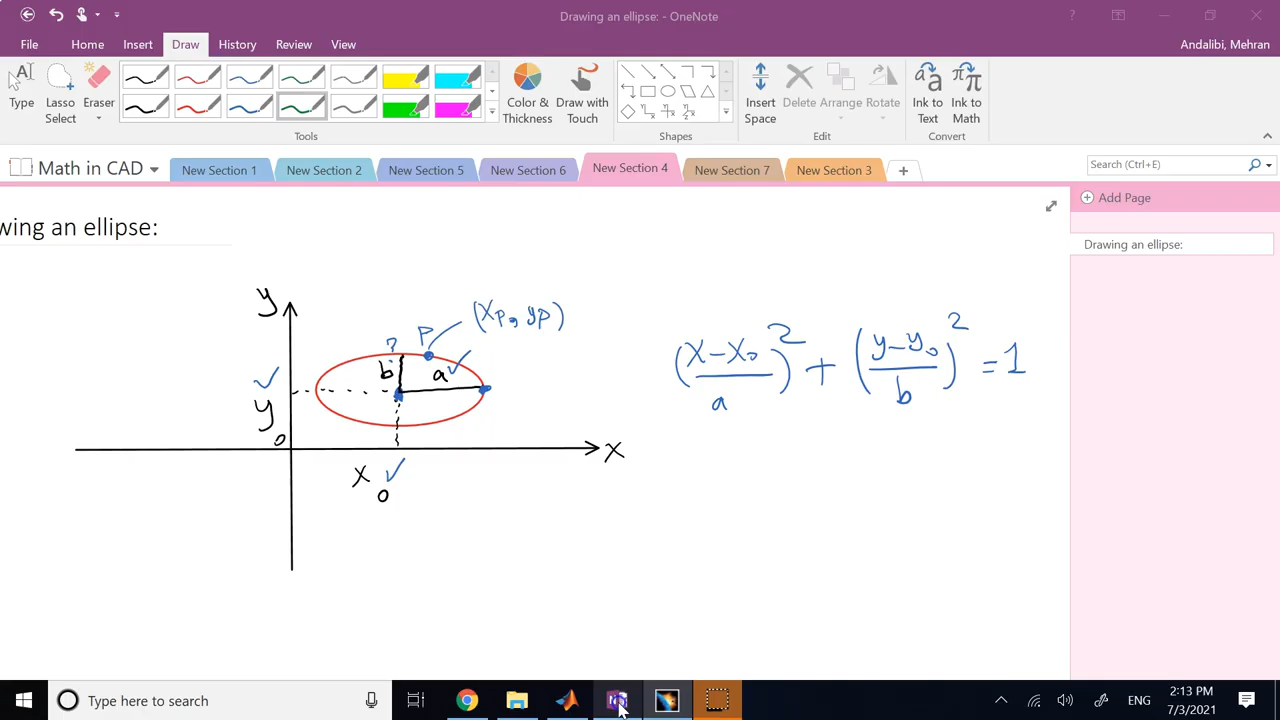 Drawing an ellipse: - OneNote
?
Andalibi, Mehran
File Home Insert Draw History Review View
Type
Lasso Select
Eraser
Color & Thickness
Draw with Touch
Insert Space
Delete
Arrange
Rotate
Ink to Text
Ink to Math
Tools
Shapes
Edit
Convert
Math in CAD
New Section 1
New Section 2
New Section 5
New Section 6
New Section 4
New Section 7
New Section 3
Search (Ctrl+E)
Add Page
Drawing an ellipse:
wing an ellipse:
y
(xp, yp)
P
?
b
a
y0
x
x0
((x-x0)/a)^2 + ((y-y0)/b)^2 = 1
Type here to search
ENG
2:13 PM
7/3/2021